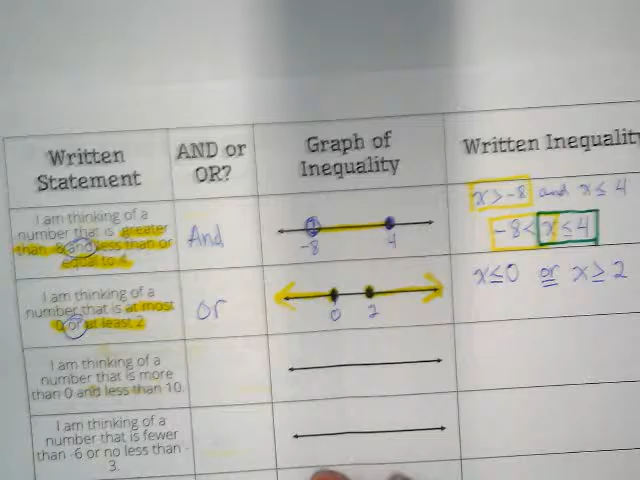 Written Statement
AND or OR?
Graph of Inequality
Written Inequality
I am thinking of a
number that is greater
than -8 and less than or
equal to 4.
And
-8
4
x > -8 and x ≤ 4
-8 < x ≤ 4
I am thinking of a
number that is at most
0 or at least 2
or
0
2
x ≤ 0 or x ≥ 2
I am thinking of a
number that is more
than 0 and less than 10.
I am thinking of a
number that is fewer
than -6 or no less than -
3.